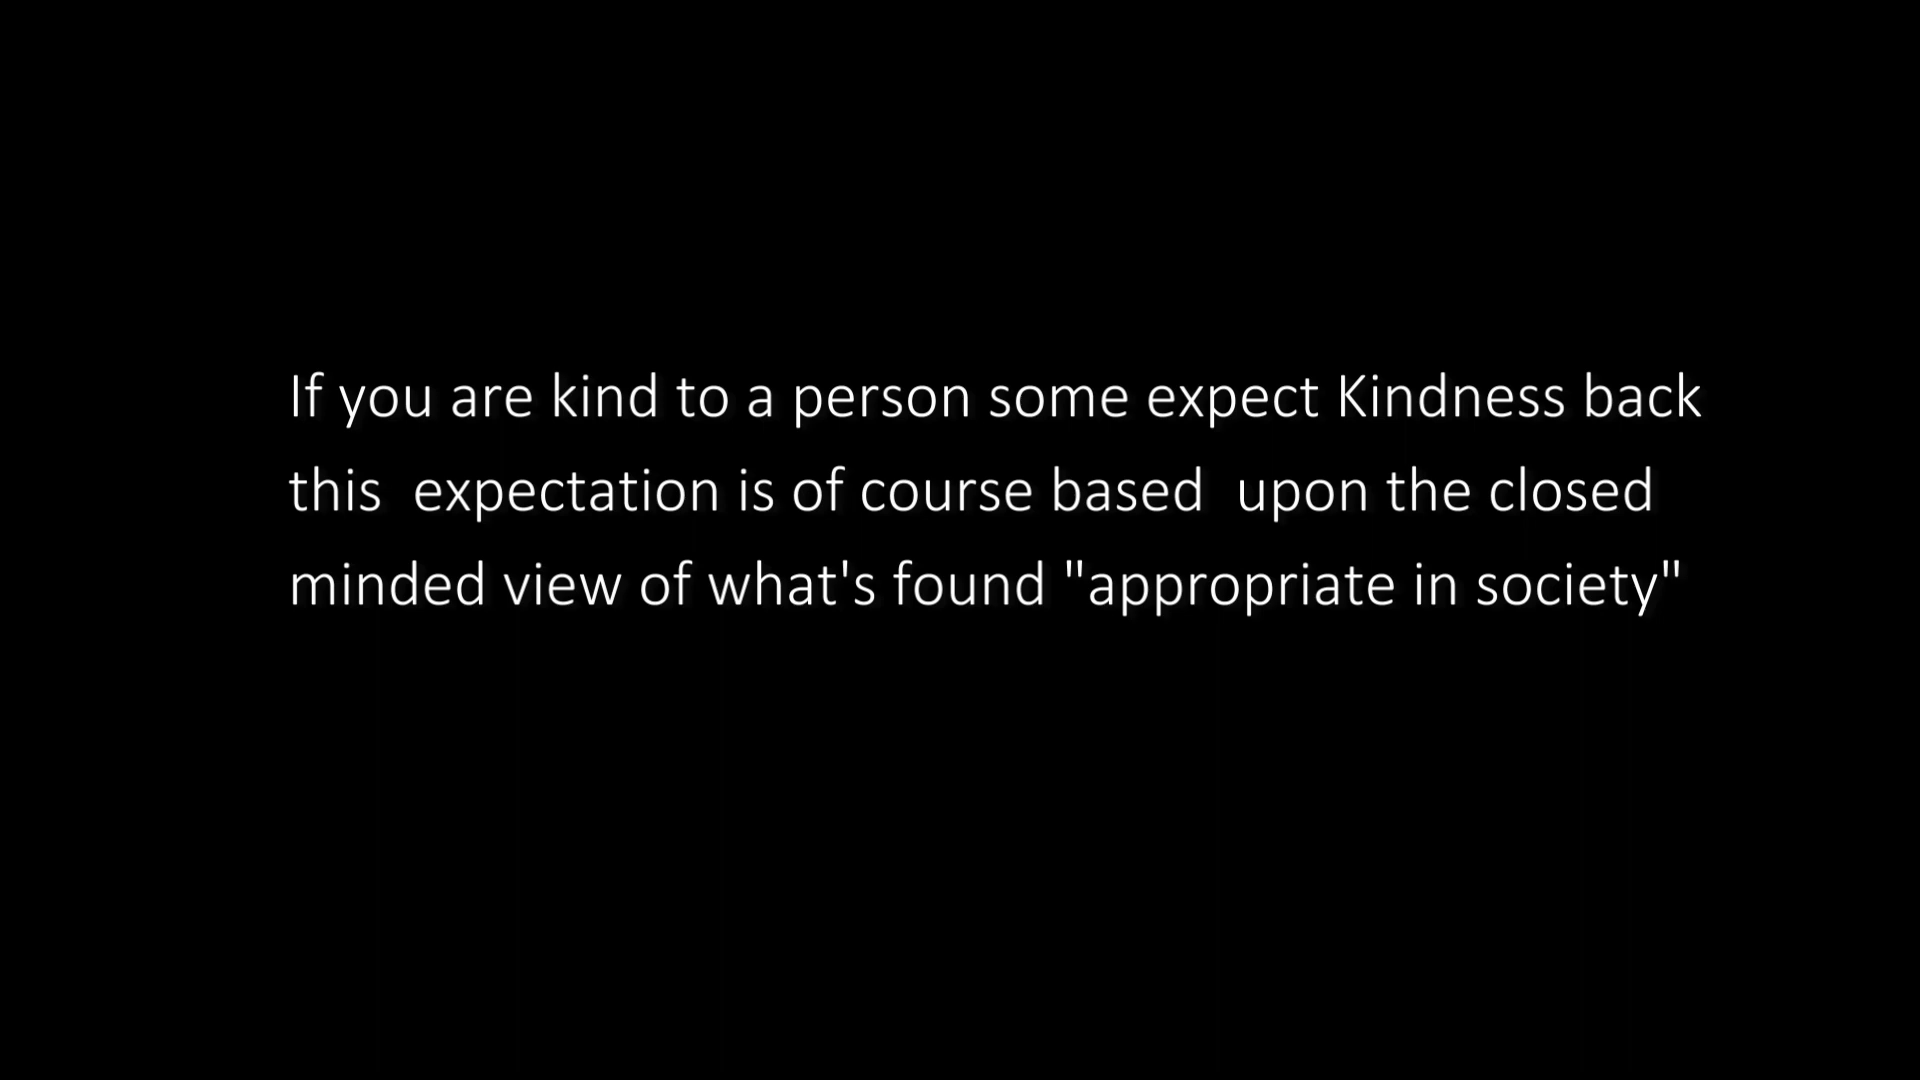 If you are kind to a person some expect Kindness back
this  expectation is of course based  upon the closed
minded view of what's found "appropriate in society"